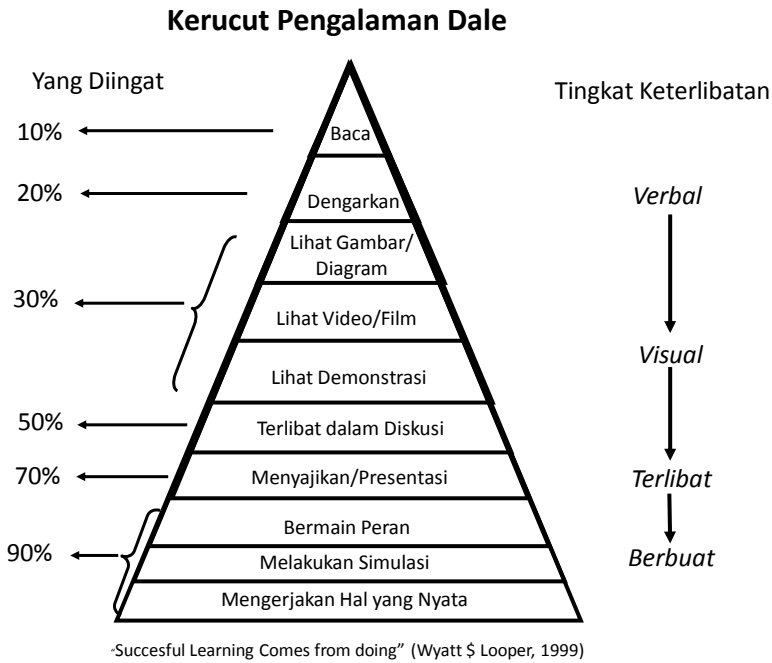 Kerucut Pengalaman Dale
Yang Diingat
Tingkat Keterlibatan
10%
Baca
20%
Dengarkan
Verbal
Lihat Gambar/
Diagram
30%
Lihat Video/Film
Visual
Lihat Demonstrasi
50%
Terlibat dalam Diskusi
70%
Menyajikan/Presentasi
Terlibat
Bermain Peran
90%
Melakukan Simulasi
Berbuat
Mengerjakan Hal yang Nyata
“Succesful Learning Comes from doing” (Wyatt $ Looper, 1999)